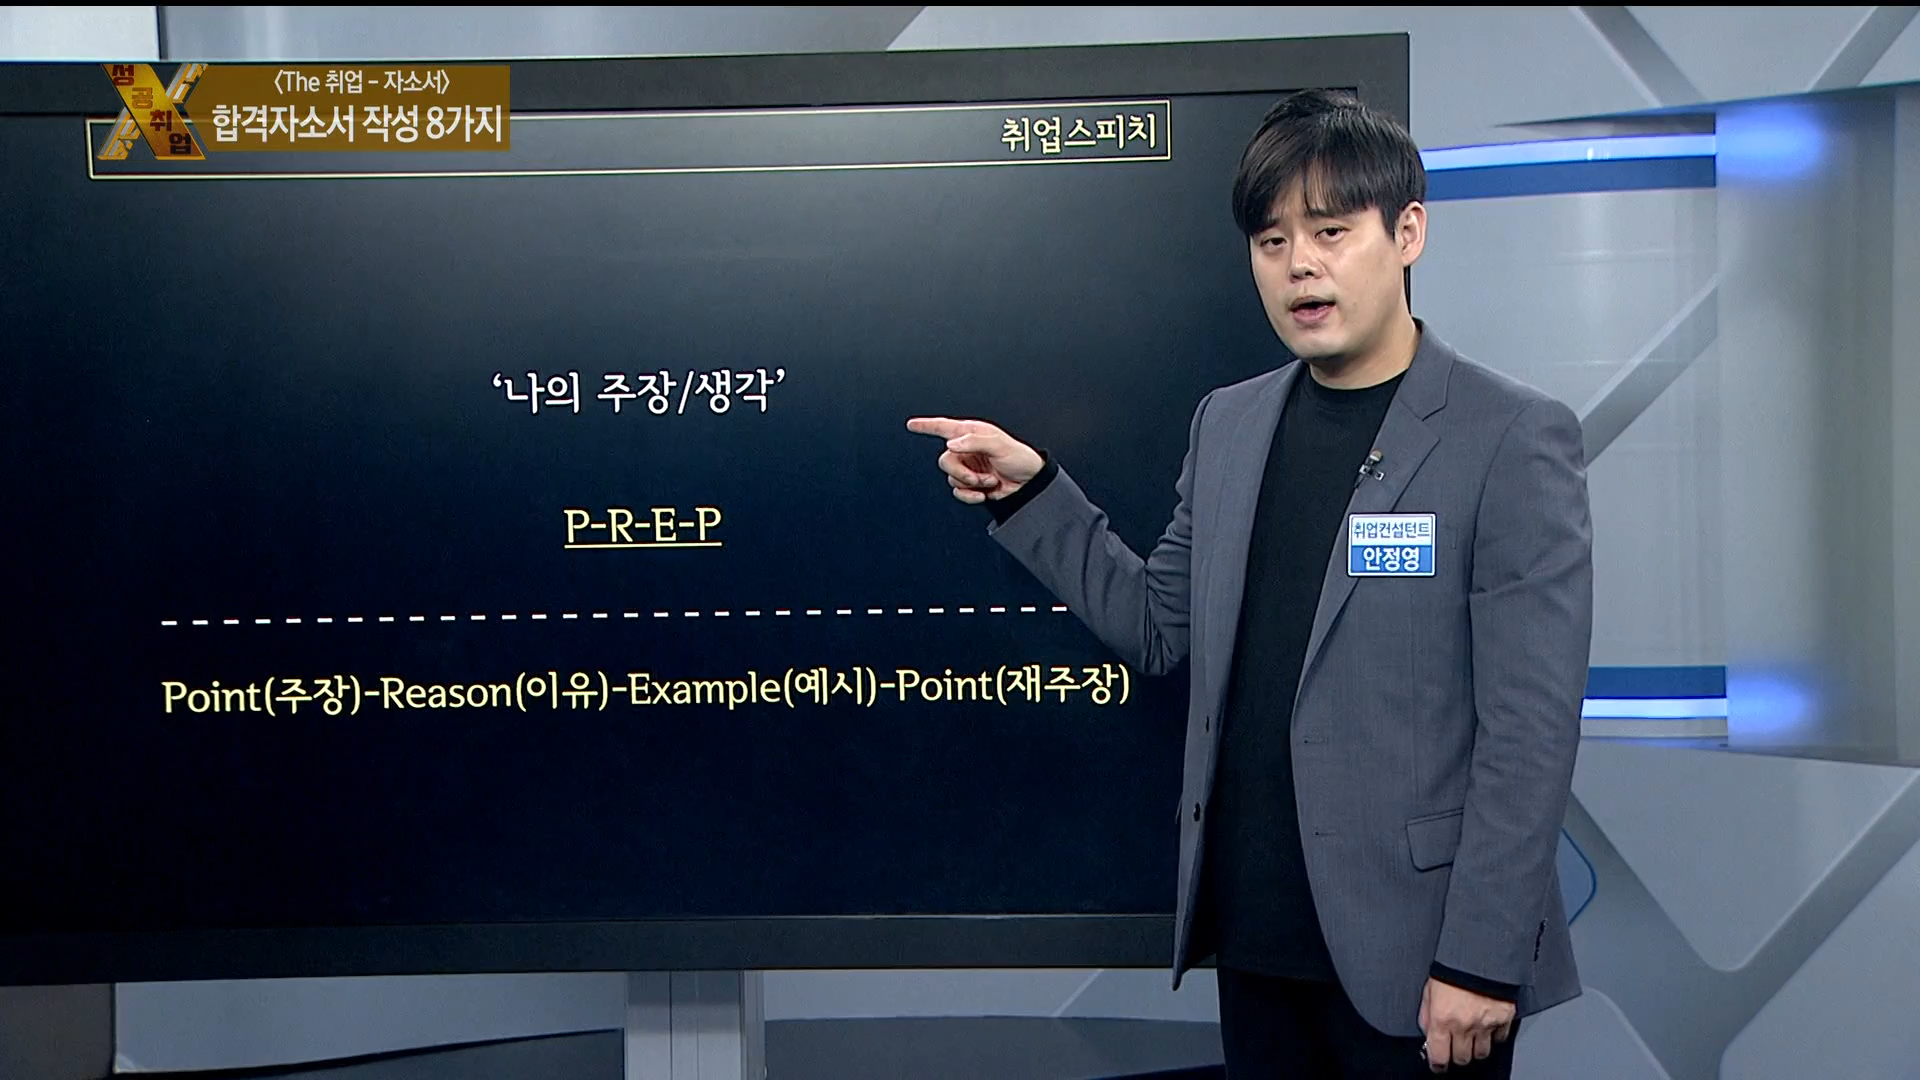 성공취업
〈The 취업 - 자소서〉
합격자소서 작성 8가지
취업스피치
‘나의 주장/생각’
P-R-E-P
Point(주장)-Reason(이유)-Example(예시)-Point(재주장)
취업컨설턴트
안정영